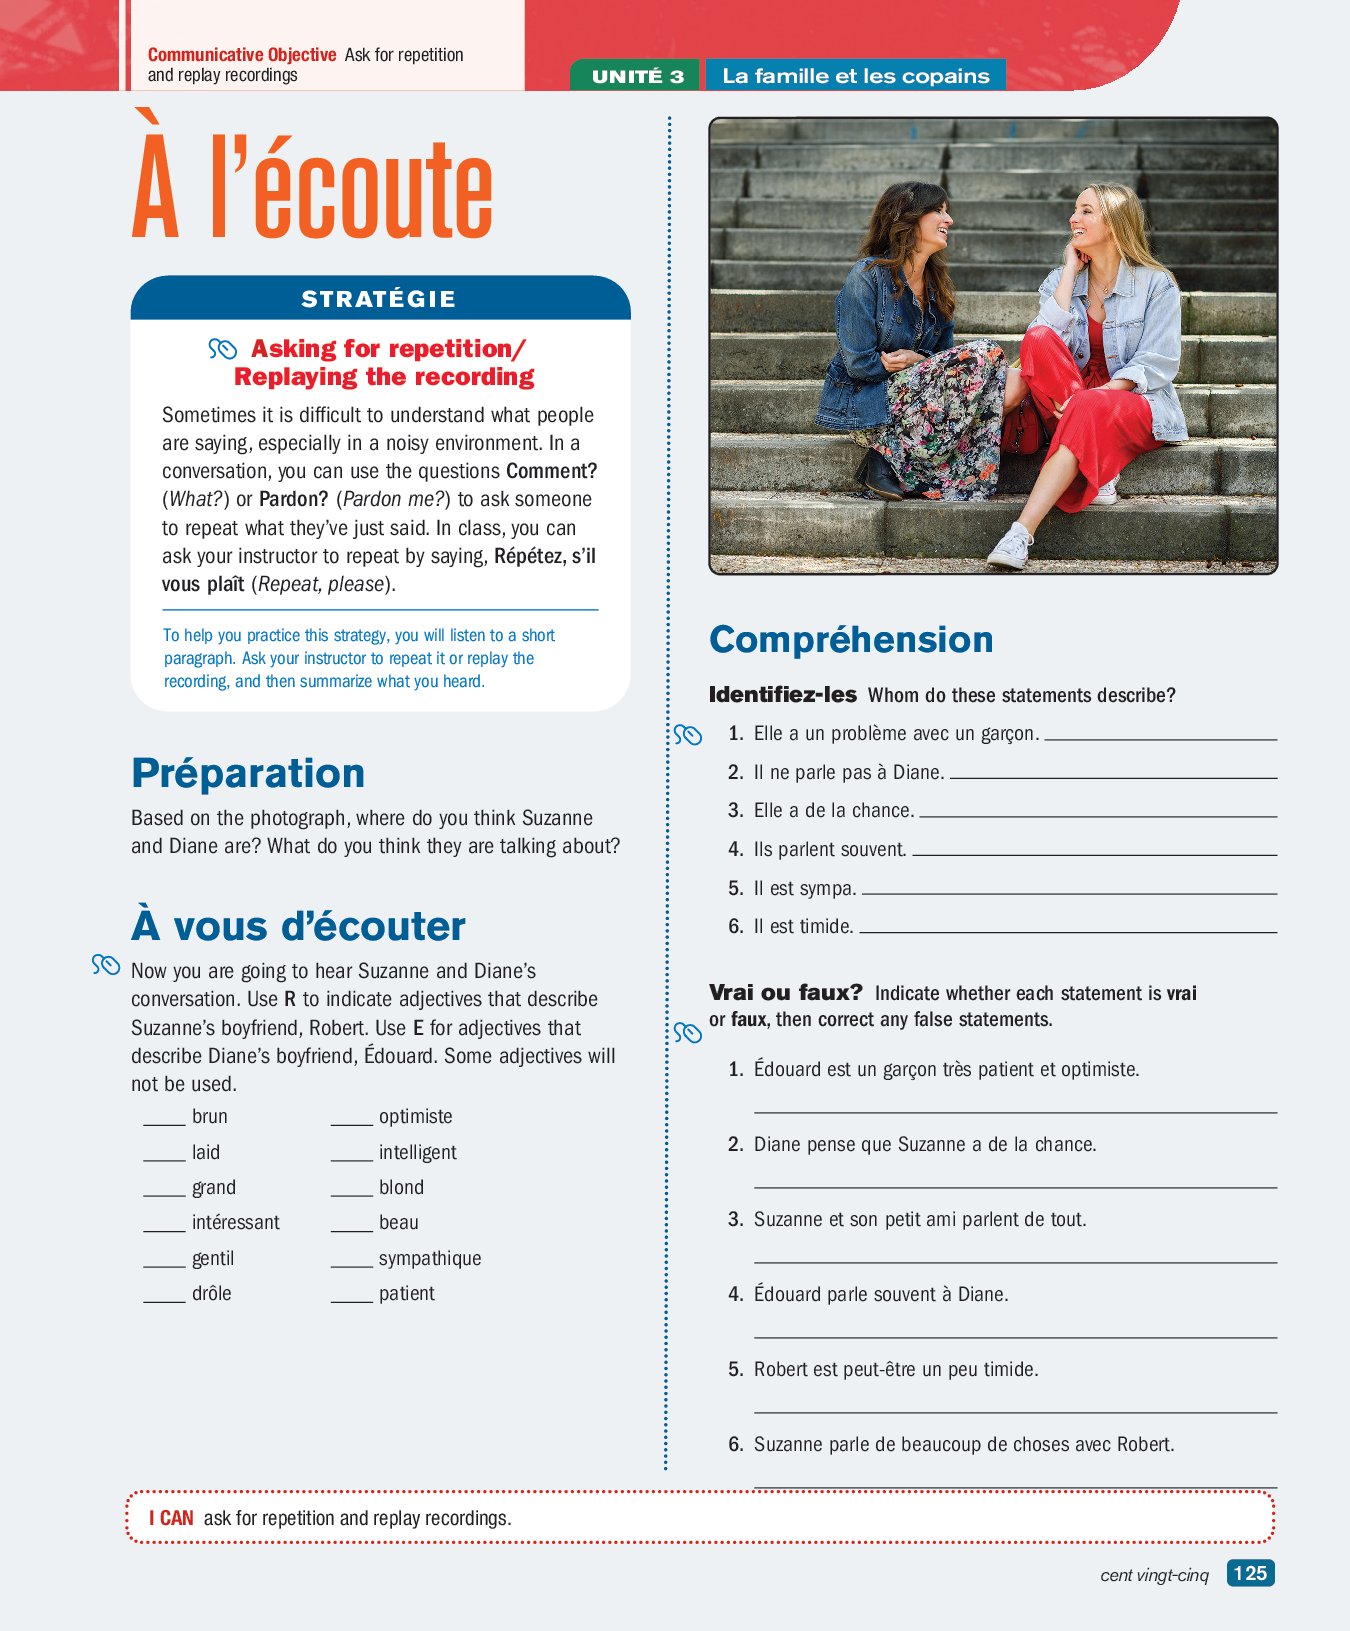 Communicative Objective Ask for repetition
and replay recordings
UNITÉ 3 La famille et les copains
À l'écoute
STRATÉGIE
Asking for repetition/
Replaying the recording
Sometimes it is difficult to understand what people
are saying, especially in a noisy environment. In a
conversation, you can use the questions Comment?
(What?) or Pardon? (Pardon me?) to ask someone
to repeat what they've just said. In class, you can
ask your instructor to repeat by saying, Répétez, s'il
vous plaît (Repeat, please).
To help you practice this strategy, you will listen to a short
paragraph. Ask your instructor to repeat it or replay the
recording, and then summarize what you heard.
Préparation
Based on the photograph, where do you think Suzanne
and Diane are? What do you think they are talking about?
À vous d'écouter
Now you are going to hear Suzanne and Diane's
conversation. Use R to indicate adjectives that describe
Suzanne's boyfriend, Robert. Use E for adjectives that
describe Diane's boyfriend, Édouard. Some adjectives will
not be used.
____ brun ____ optimiste
____ laid ____ intelligent
____ grand ____ blond
____ intéressant ____ beau
____ gentil ____ sympathique
____ drôle ____ patient
Compréhension
Identifiez-les Whom do these statements describe?
1. Elle a un problème avec un garçon.
2. Il ne parle pas à Diane.
3. Elle a de la chance.
4. Ils parlent souvent.
5. Il est sympa.
6. Il est timide.
Vrai ou faux? Indicate whether each statement is vrai
or faux, then correct any false statements.
1. Édouard est un garçon très patient et optimiste.
2. Diane pense que Suzanne a de la chance.
3. Suzanne et son petit ami parlent de tout.
4. Édouard parle souvent à Diane.
5. Robert est peut-être un peu timide.
6. Suzanne parle de beaucoup de choses avec Robert.
I CAN ask for repetition and replay recordings.
cent vingt-cinq 125